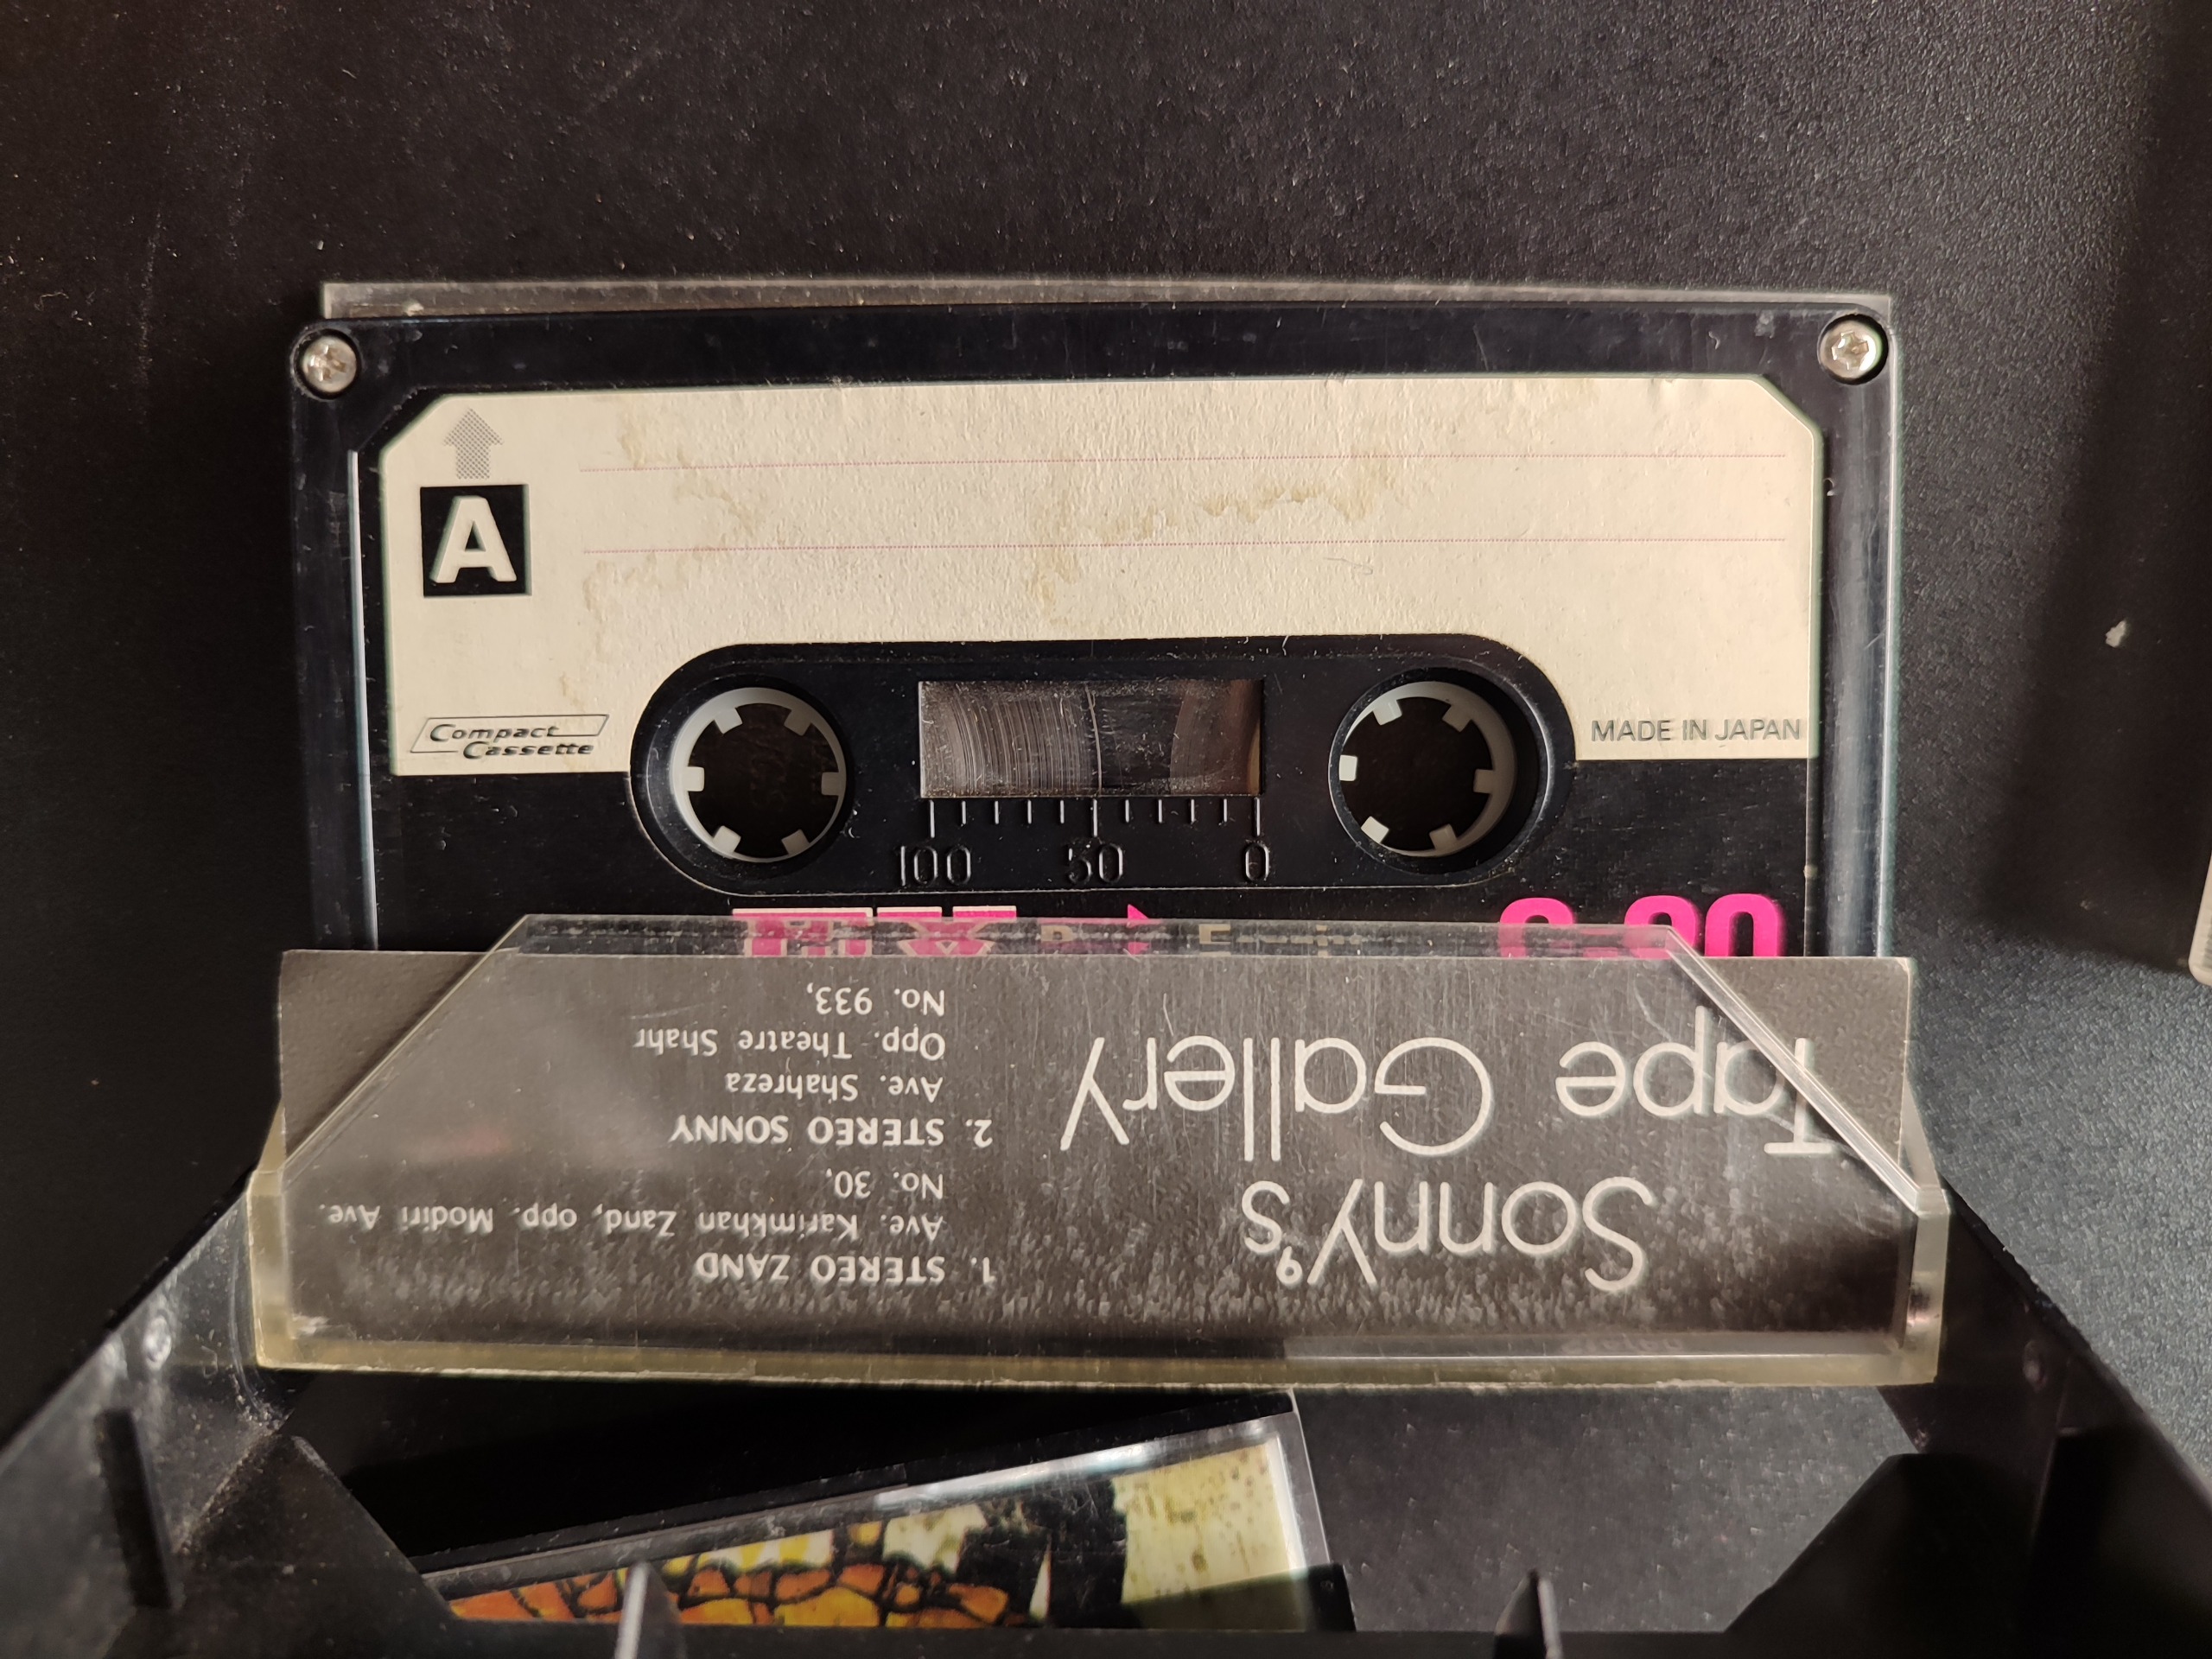 A
Compact
Cassette
MADE IN JAPAN
100 50 0
C-90
Sonny's
Tape Gallery
1. STEREO ZAND
Ave. Karimkhan Zand, opp. Modiri Ave.
No. 30,
2. STEREO SONNY
Ave. Shahreza
Opp. Theatre Shahr
No. 933,